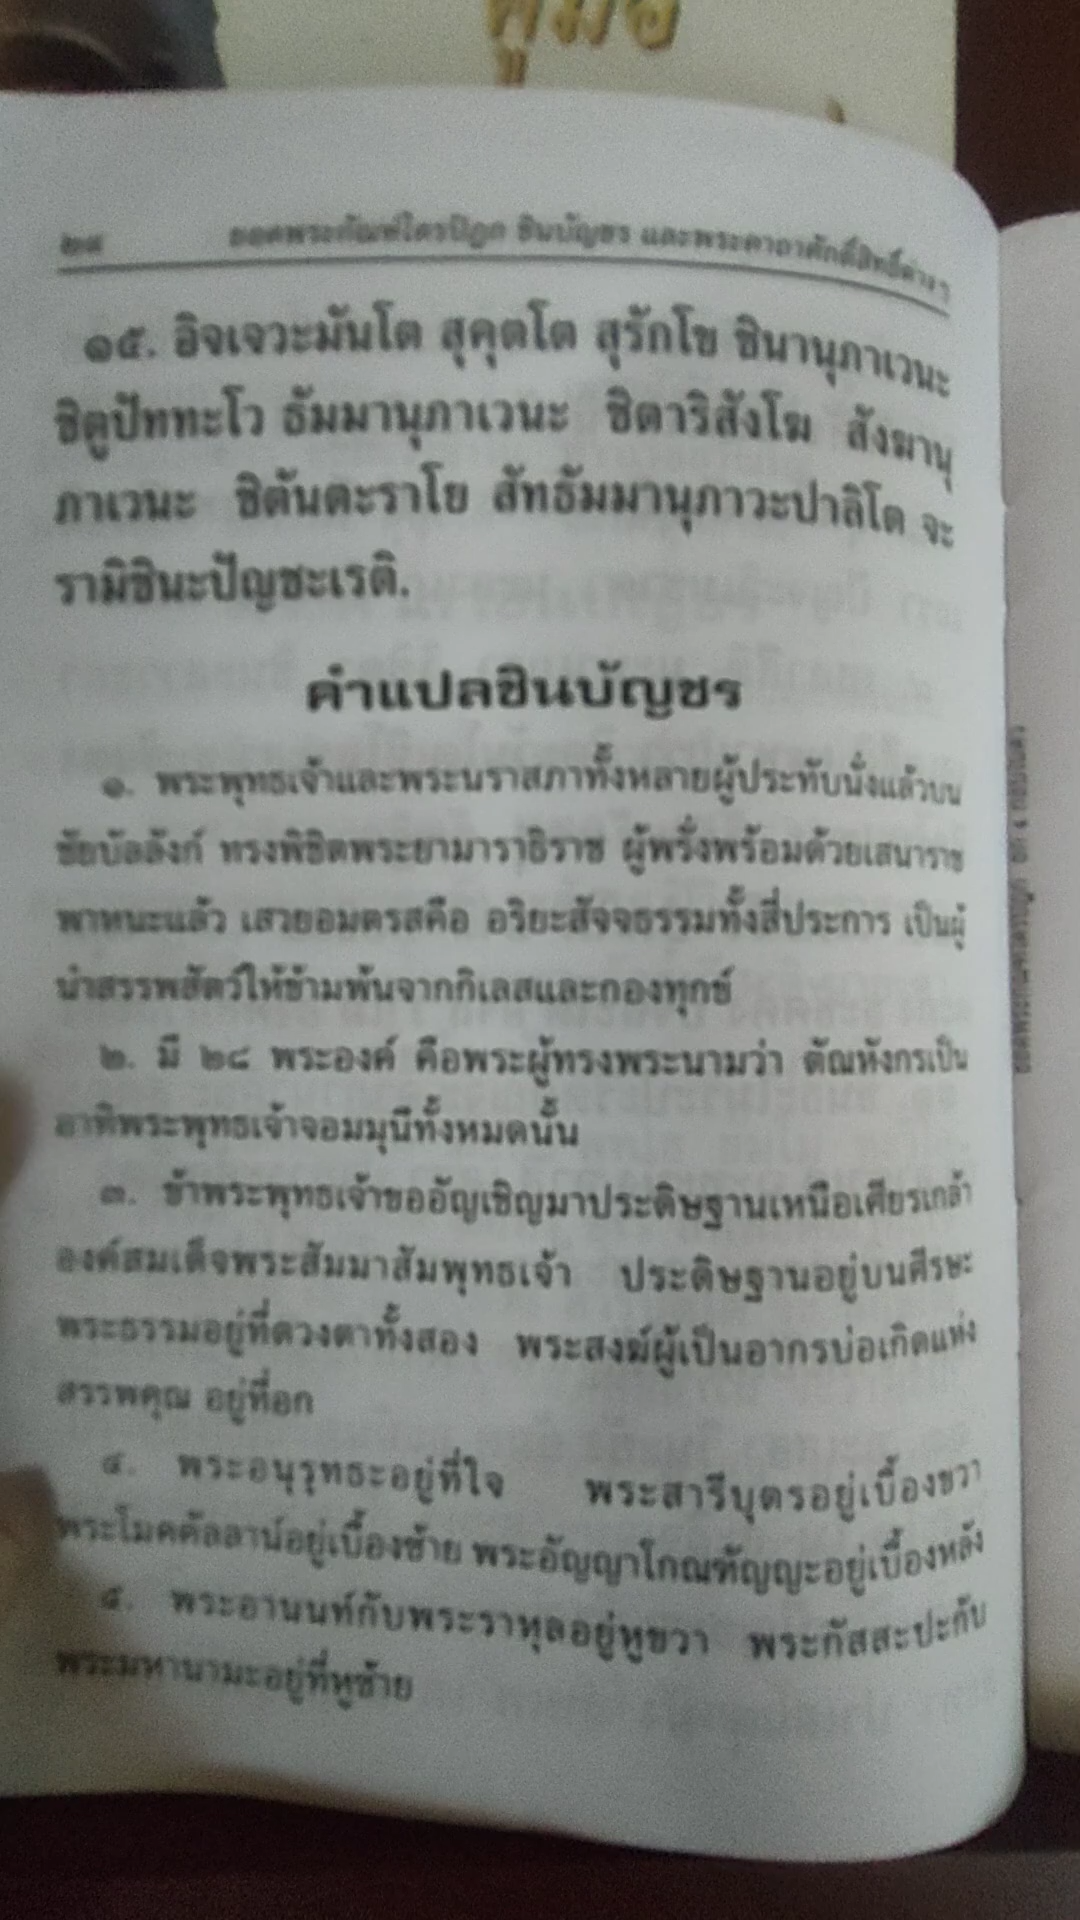 คู่มือ
๒๘ ยอดพระกัณฑ์ไตรปิฎก ชินบัญชร และพระคาถาศักดิ์สิทธิ์ต่าง ๆ
๑๕. อิจเจวะมันโต สุคุตโต สุรักโข ชินานุภาเวนะ
ชิตูปัททะโว ธัมมานุภาเวนะ ชิตาริสังโฆ สังฆานุ
ภาเวนะ ชิตันตะราโย สัทธัมมานุภาวะปาลิโต จะ
รามิชินะปัญชะเรติ.
คำแปลชินบัญชร
๑. พระพุทธเจ้าและพระนราสภาทั้งหลายผู้ประทับนั่งแล้วบน
ชัยบัลลังก์ ทรงพิชิตพระยามาราธิราช ผู้พรั่งพร้อมด้วยเสนาราช
พาหนะแล้ว เสวยอมตรสคือ อริยะสัจจธรรมทั้งสี่ประการ เป็นผู้
นำสรรพสัตว์ให้ข้ามพ้นจากกิเลสและกองทุกข์
๒. มี ๒๘ พระองค์ คือพระผู้ทรงพระนามว่า ตัณหังกรเป็น
อาทิพระพุทธเจ้าจอมมุนีทั้งหมดนั้น
๓. ข้าพระพุทธเจ้าขออัญเชิญมาประดิษฐานเหนือเศียรเกล้า
องค์สมเด็จพระสัมมาสัมพุทธเจ้า ประดิษฐานอยู่บนศีรษะ
พระธรรมอยู่ที่ดวงตาทั้งสอง พระสงฆ์ผู้เป็นอากรบ่อเกิดแห่ง
สรรพคุณ อยู่ที่อก
๔. พระอนุรุทธะอยู่ที่ใจ พระสารีบุตรอยู่เบื้องขวา
พระโมคคัลลาน์อยู่เบื้องซ้าย พระอัญญาโกณฑัญญะอยู่เบื้องหลัง
๕. พระอานนท์กับพระราหุลอยู่หูขวา พระกัสสะปะกับ
พระมหานามะอยู่ที่หูซ้าย